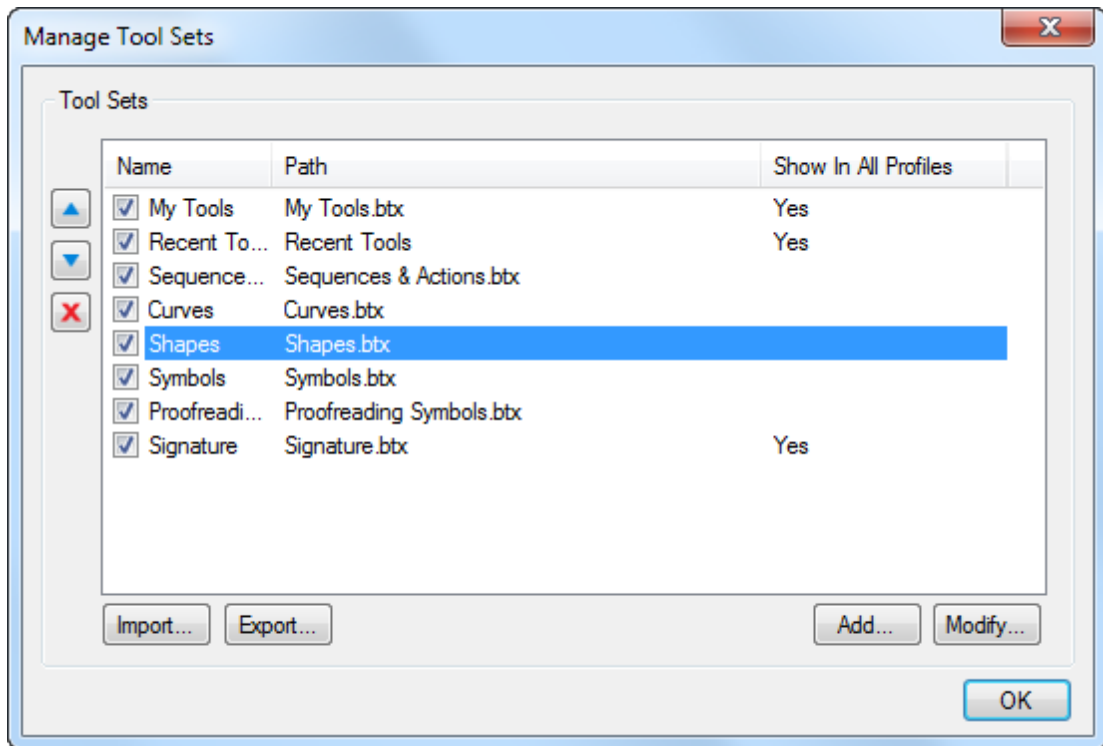 Manage Tool Sets
Tool Sets
Name Path Show In All Profiles
My Tools My Tools.btx Yes
Recent To... Recent Tools Yes
Sequence... Sequences & Actions.btx
Curves Curves.btx
Shapes Shapes.btx
Symbols Symbols.btx
Proofreadi... Proofreading Symbols.btx
Signature Signature.btx Yes
Import... Export... Add... Modify...
OK